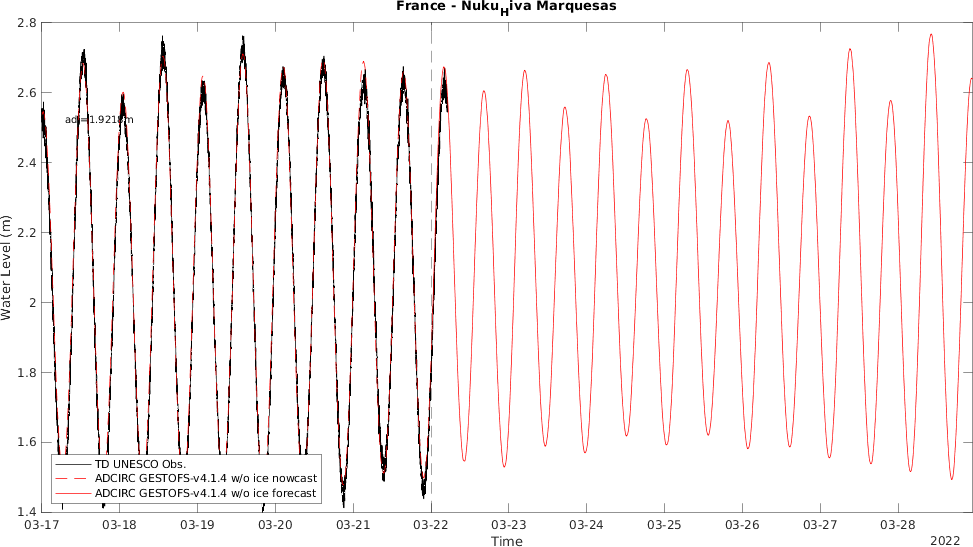 France - Nuku_Hiva Marquesas
2.8
2.6
2.4
2.2
2
1.8
1.6
1.4
Water Level (m)
adj=1.9218m
TD UNESCO Obs.
ADCIRC GESTOFS-v4.1.4 w/o ice nowcast
ADCIRC GESTOFS-v4.1.4 w/o ice forecast
03-17 03-18 03-19 03-20 03-21 03-22 03-23 03-24 03-25 03-26 03-27 03-28
Time
2022